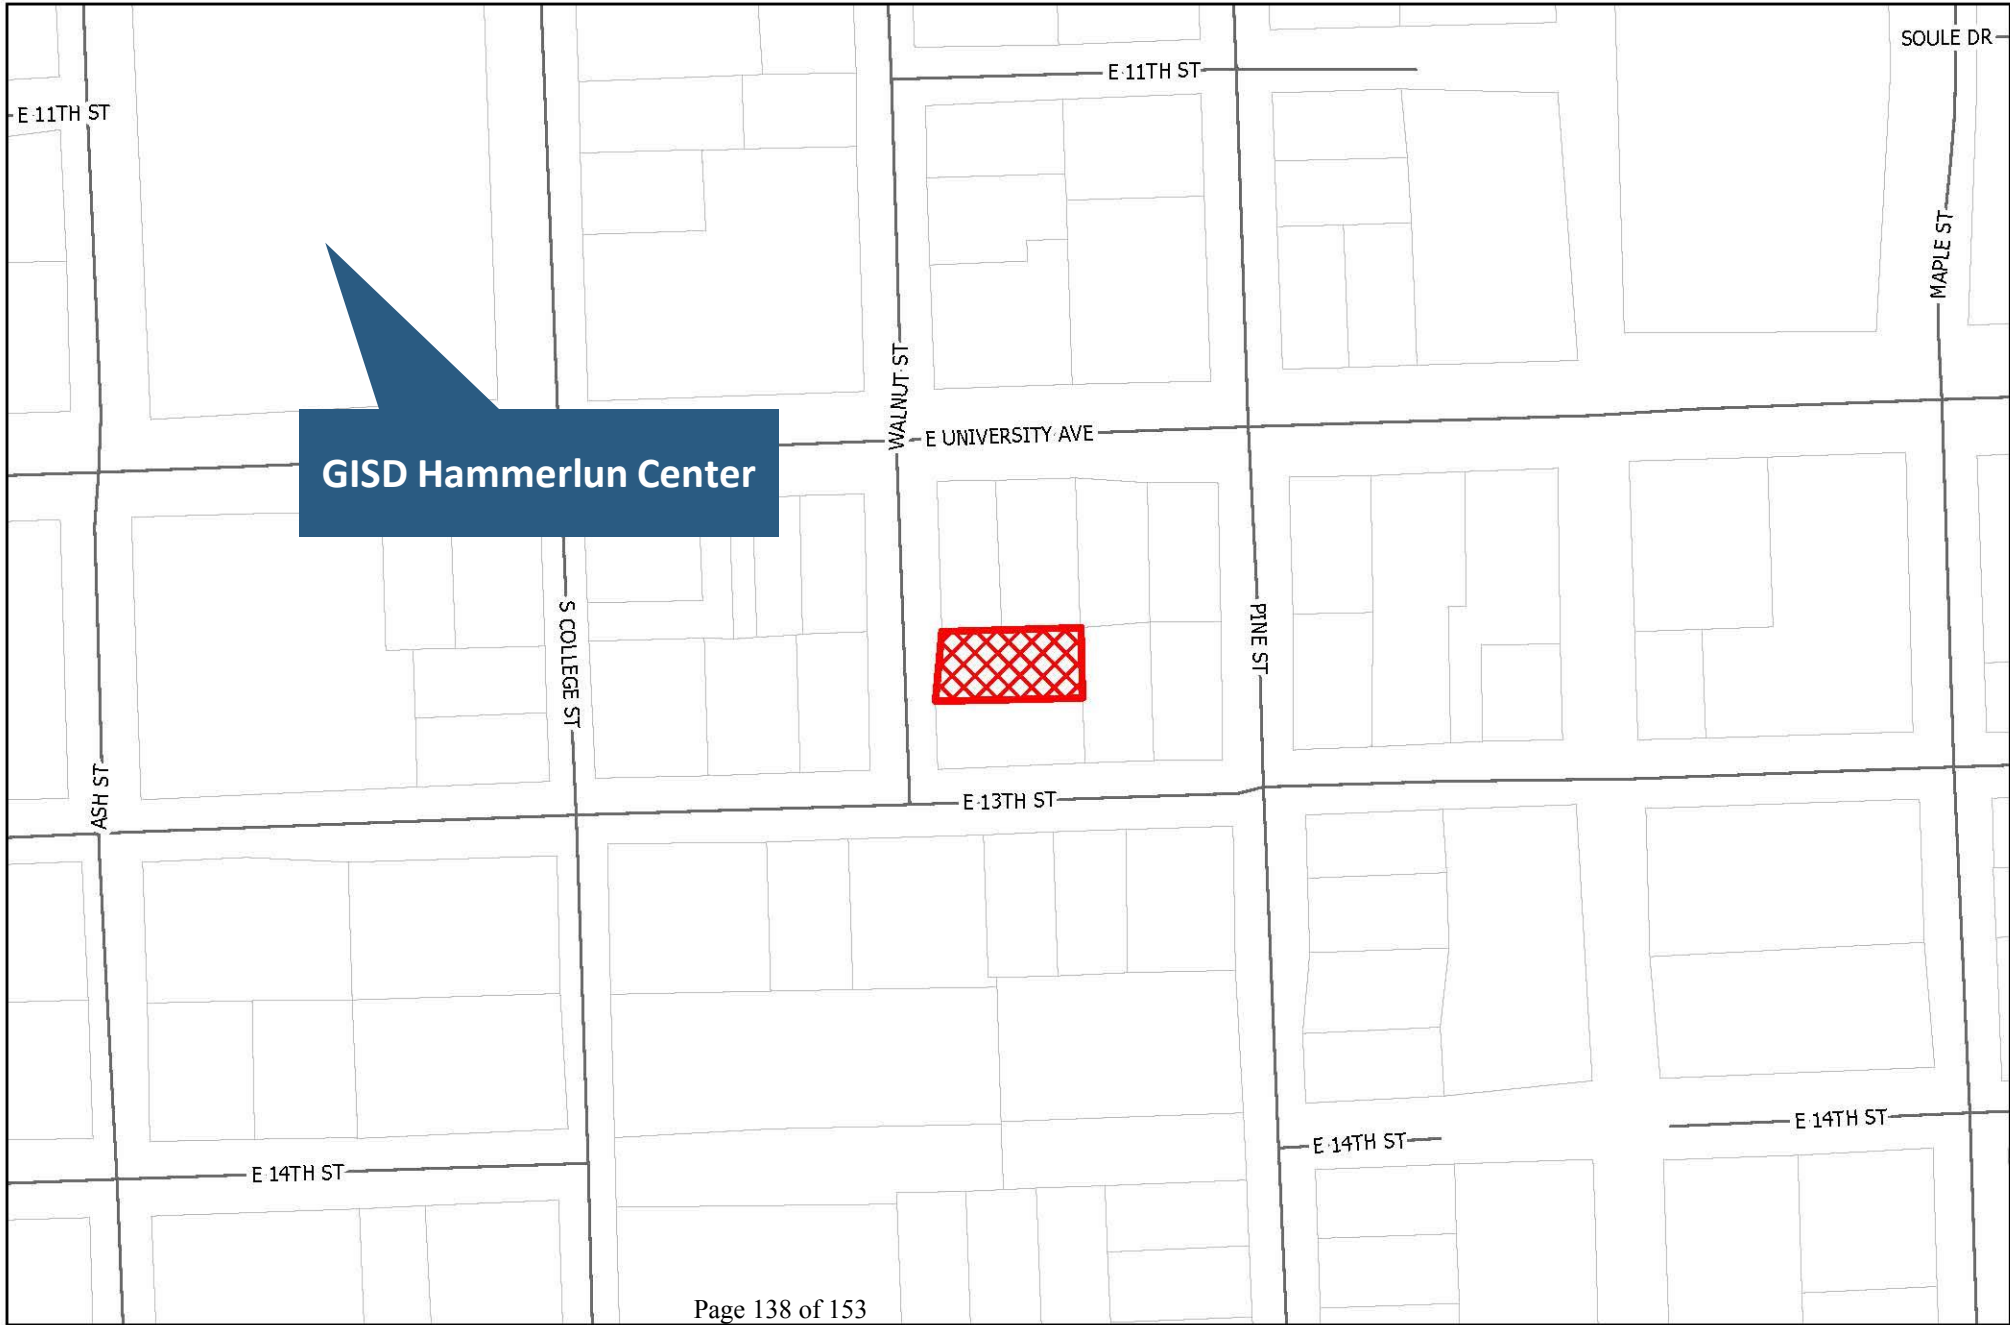 SOULE DR
E 11TH ST
E 11TH ST
MAPLE ST
WALNUT ST
E UNIVERSITY AVE
GISD Hammerlun Center
S COLLEGE ST
PINE ST
ASH ST
E 13TH ST
E 14TH ST
E 14TH ST
E 14TH ST
Page 138 of 153